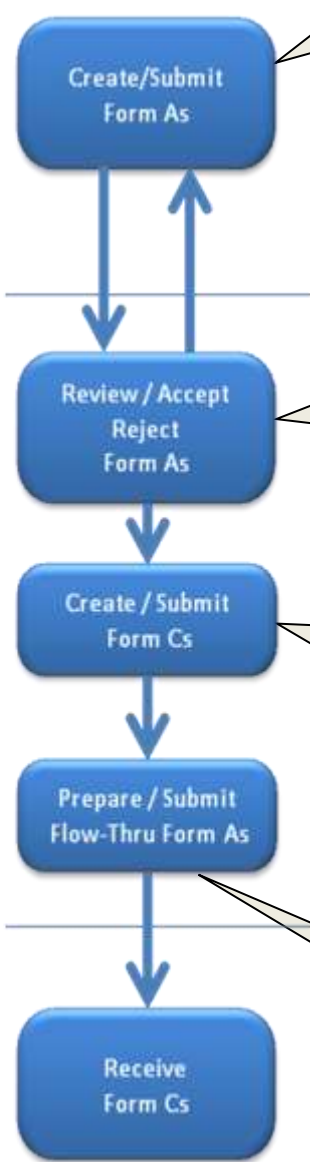 Create/Submit
Form As
Review / Accept
Reject
Form As
Create / Submit
Form Cs
Prepare / Submit
Flow-Thru Form As
Receive
Form Cs